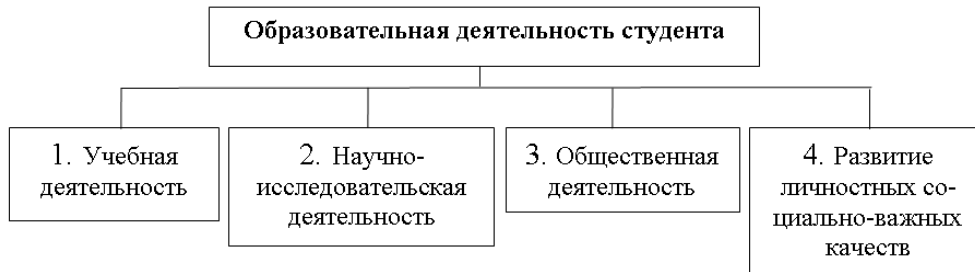 Образовательная деятельность студента
1. Учебная
деятельность
2. Научно-
исследовательская
деятельность
3. Общественная
деятельность
4. Развитие
личностных со-
циально-важных
качеств